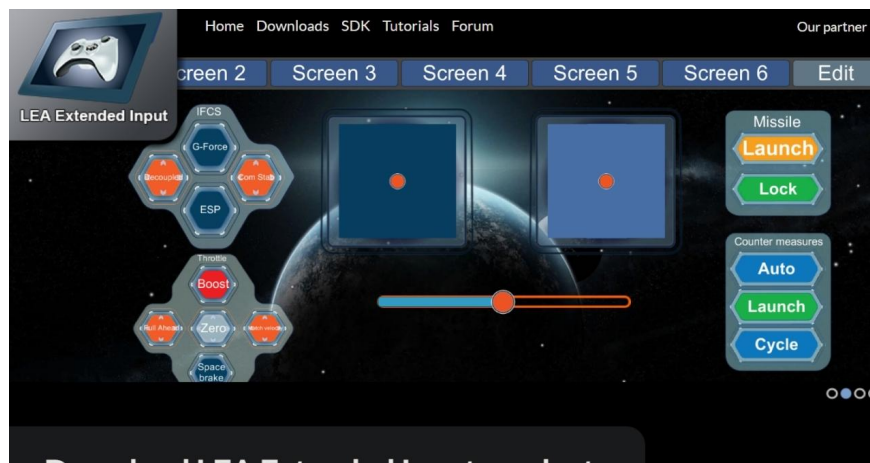 Home Downloads SDK Tutorials Forum
Our partner
creen 2 Screen 3 Screen 4 Screen 5 Screen 6 Edit
LEA Extended Input
IFCS
G-Force
Decoupled
Com Stab
ESP
Throttle
Boost
Full Ahead
Zero
Space
brake
Missile
Launch
Lock
Counter measures
Auto
Launch
Cycle